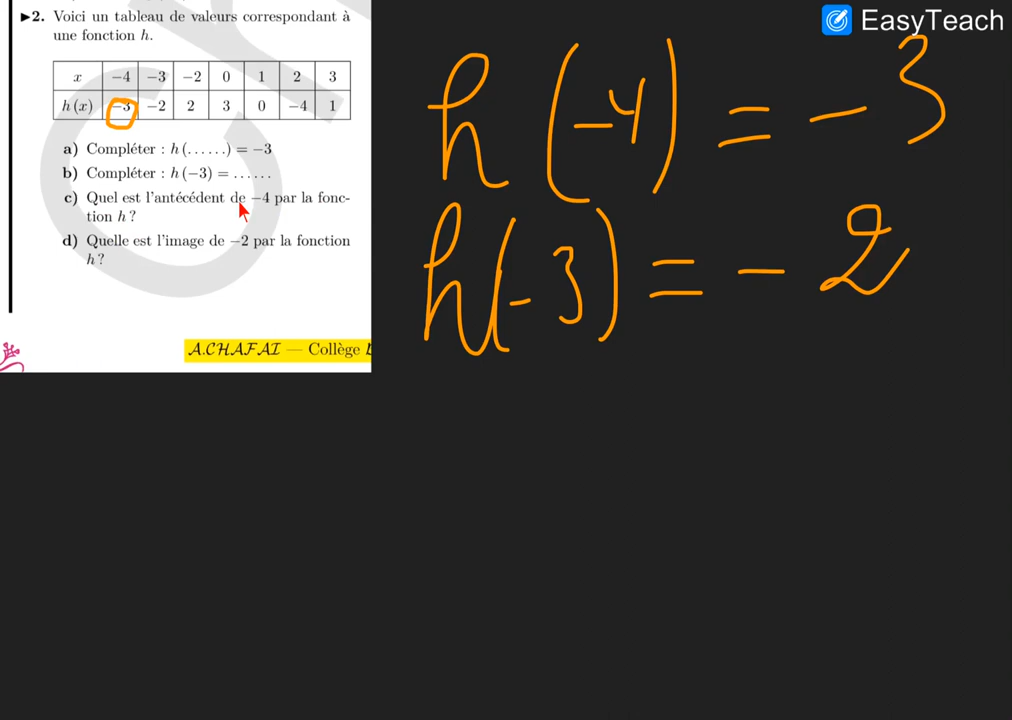 ►2. Voici un tableau de valeurs correspondant à
une fonction h.
x −4 −3 −2 0 1 2 3
h(x) −3 −2 2 3 0 −4 1
a) Compléter : h(......) = −3
b) Compléter : h(−3) = ......
c) Quel est l'antécédent de −4 par la fonc-
tion h ?
d) Quelle est l'image de −2 par la fonction
h ?
A.CHAFAI — Collège
EasyTeach
h(-4) = -3
h(-3) = -2